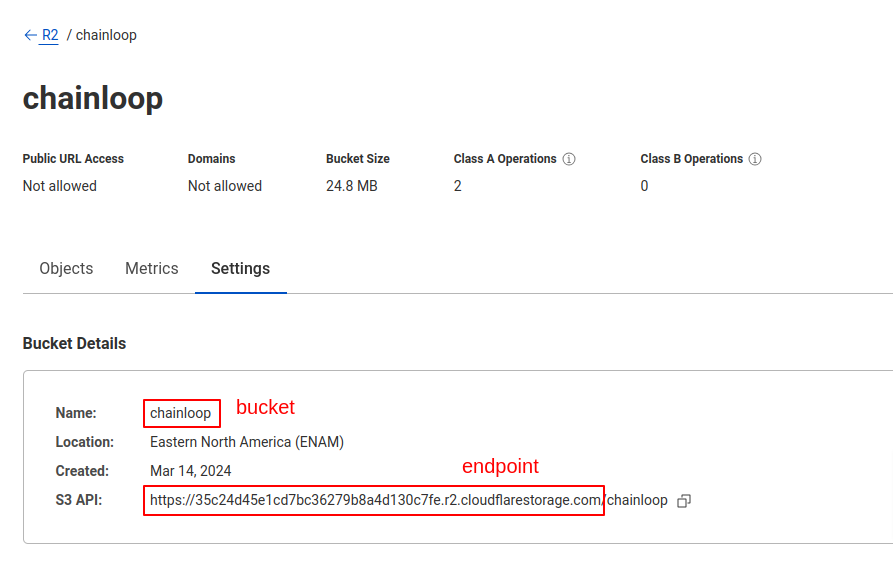 ← R2 / chainloop
chainloop
Public URL Access Domains Bucket Size Class A Operations Class B Operations
Not allowed Not allowed 24.8 MB 2 0
Objects Metrics Settings
Bucket Details
Name: chainloop bucket
Location: Eastern North America (ENAM)
Created: Mar 14, 2024
endpoint
S3 API: https://35c24d45e1cd7bc36279b8a4d130c7fe.r2.cloudflarestorage.com/chainloop